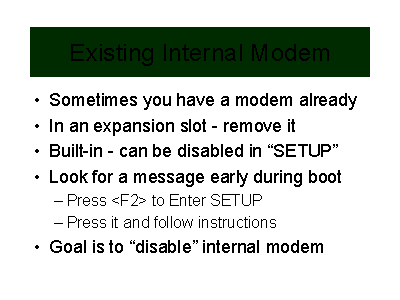 Existing Internal Modem
• Sometimes you have a modem already
• In an expansion slot - remove it
• Built-in - can be disabled in “SETUP”
• Look for a message early during boot
– Press <F2> to Enter SETUP
– Press it and follow instructions
• Goal is to “disable” internal modem